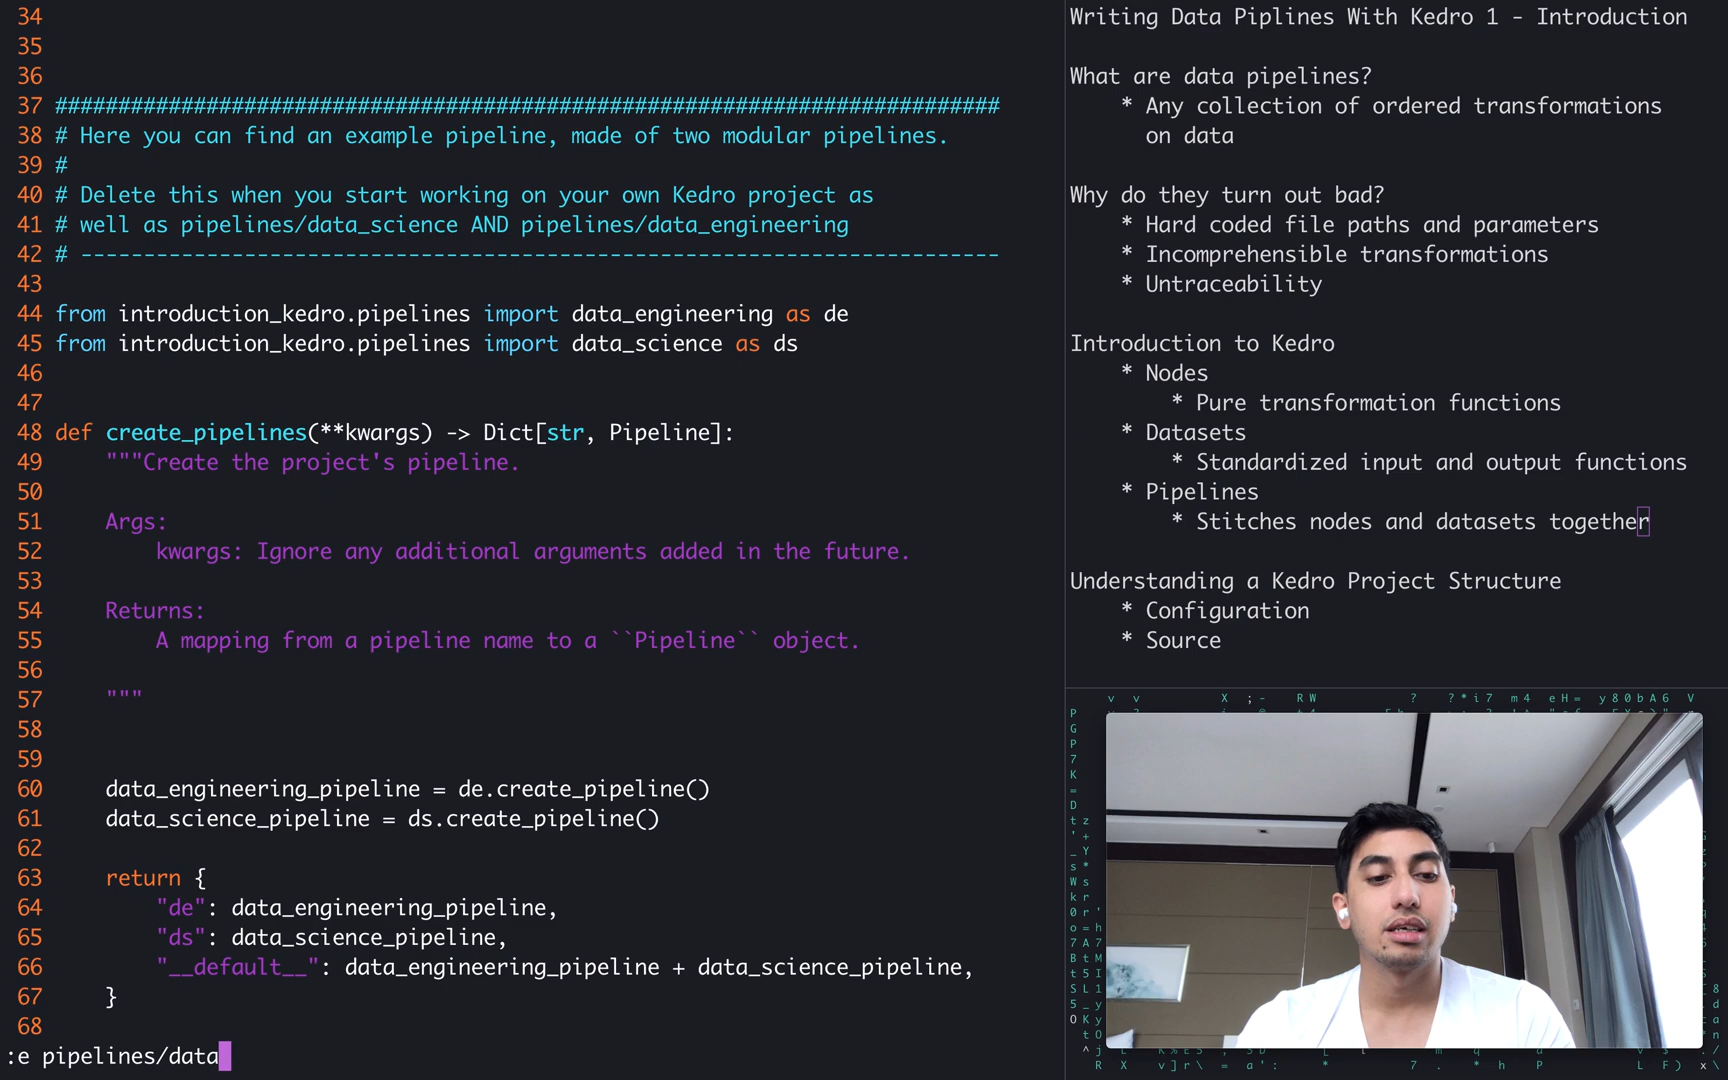 34
35
36
37 ###########################################################################
38 # Here you can find an example pipeline, made of two modular pipelines.
39 #
40 # Delete this when you start working on your own Kedro project as
41 # well as pipelines/data_science AND pipelines/data_engineering
42 # -------------------------------------------------------------------------
43
44 from introduction_kedro.pipelines import data_engineering as de
45 from introduction_kedro.pipelines import data_science as ds
46
47
48 def create_pipelines(**kwargs) -> Dict[str, Pipeline]:
49     """Create the project's pipeline.
50
51     Args:
52         kwargs: Ignore any additional arguments added in the future.
53
54     Returns:
55         A mapping from a pipeline name to a ``Pipeline`` object.
56
57     """
58
59
60     data_engineering_pipeline = de.create_pipeline()
61     data_science_pipeline = ds.create_pipeline()
62
63     return {
64         "de": data_engineering_pipeline,
65         "ds": data_science_pipeline,
66         "__default__": data_engineering_pipeline + data_science_pipeline,
67     }
68
:e pipelines/data
Writing Data Piplines With Kedro 1 - Introduction
What are data pipelines?
* Any collection of ordered transformations
on data
Why do they turn out bad?
* Hard coded file paths and parameters
* Incomprehensible transformations
* Untraceability
Introduction to Kedro
* Nodes
* Pure transformation functions
* Datasets
* Standardized input and output functions
* Pipelines
* Stitches nodes and datasets together
Understanding a Kedro Project Structure
* Configuration
* Source